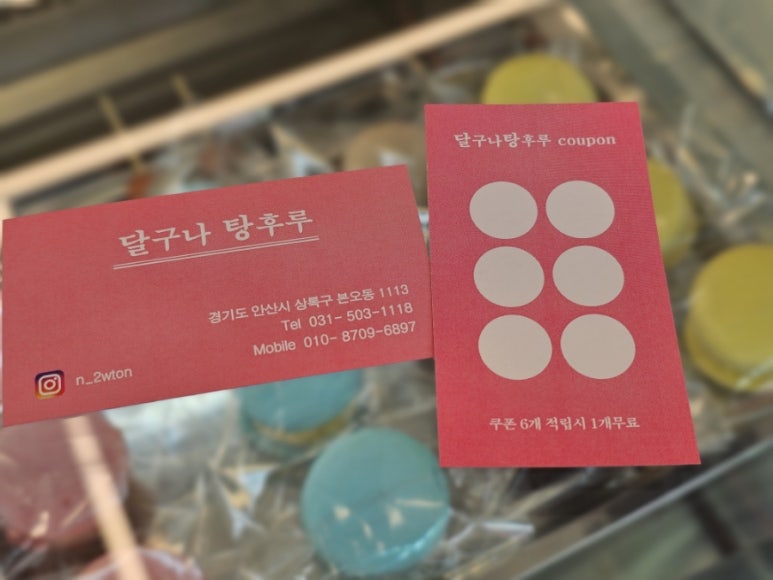 달구나 탕후루
경기도 안산시 상록구 본오동 1113
Tel 031- 503-1118
Mobile 010- 8709-6897
n_2wton
달구나탕후루 coupon
쿠폰 6개 적립시 1개무료